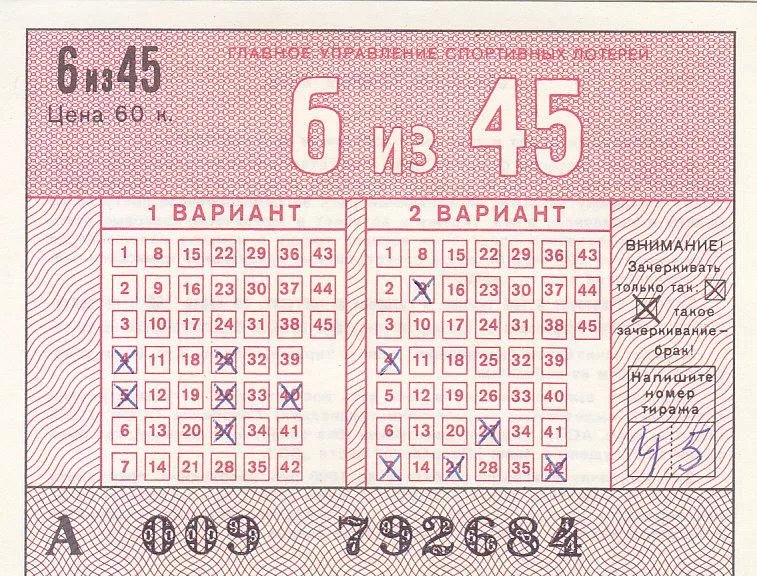 ГЛАВНОЕ УПРАВЛЕНИЕ СПОРТИВНЫХ ЛОТЕРЕЙ
6 из 45
Цена 60 к.
6 из 45
1 ВАРИАНТ
1 8 15 22 29 36 43
2 9 16 23 30 37 44
3 10 17 24 31 38 45
4 11 18 25 32 39
5 12 19 26 33 40
6 13 20 27 34 41
7 14 21 28 35 42
2 ВАРИАНТ
1 8 15 22 29 36 43
2 9 16 23 30 37 44
3 10 17 24 31 38 45
4 11 18 25 32 39
5 12 19 26 33 40
6 13 20 27 34 41
7 14 21 28 35 42
ВНИМАНИЕ!
Зачеркивать
только так:
такое
зачеркивание –
брак!
Напишите
номер
тиража
45
А 009 792684